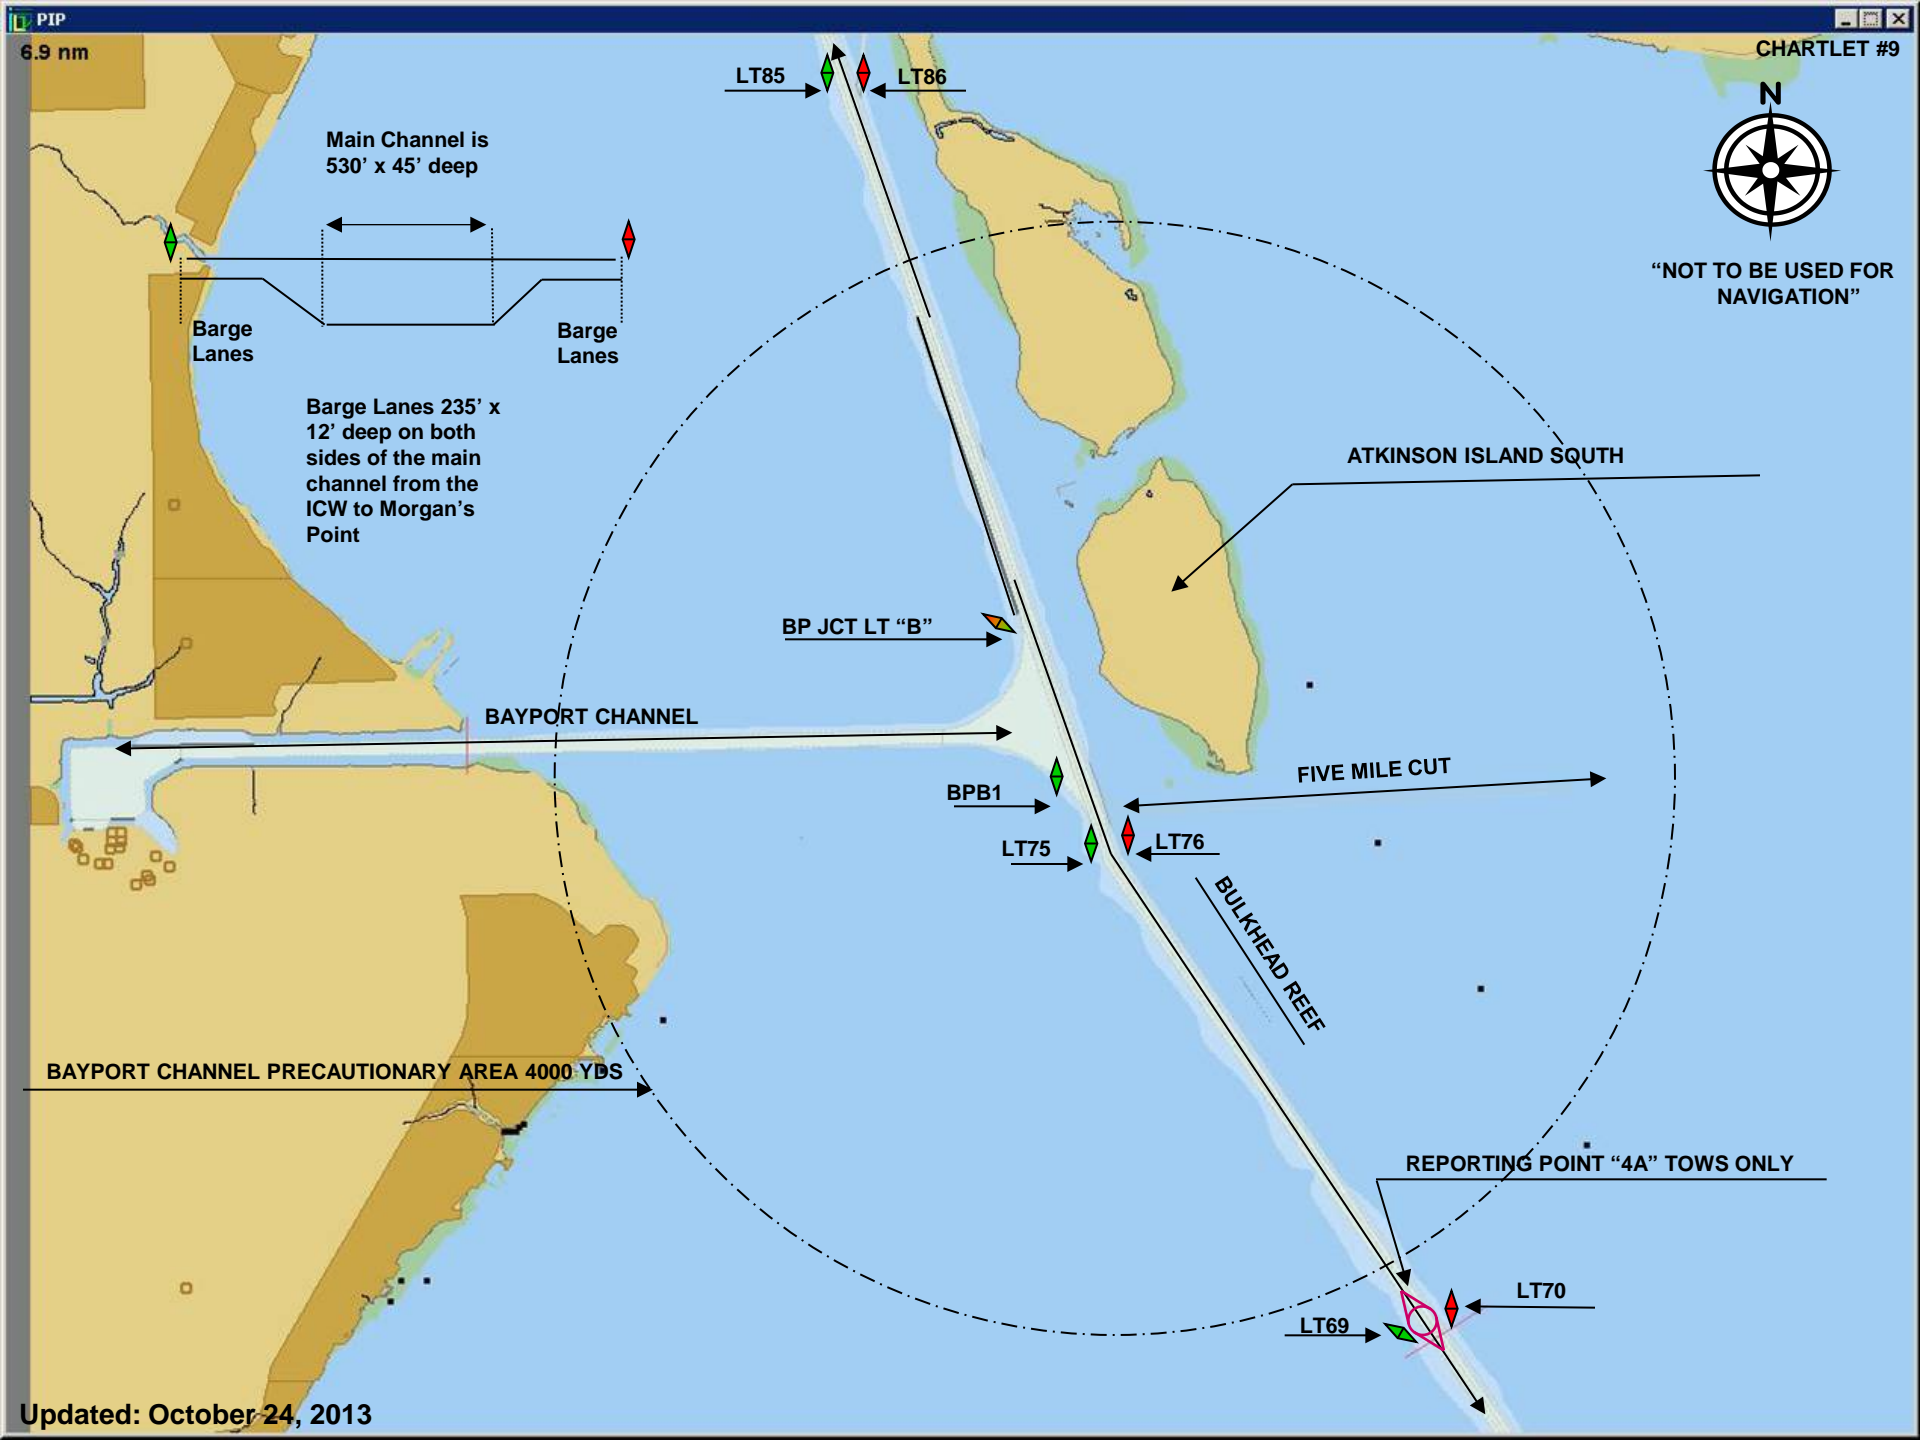 PIP
6.9 nm
CHARTLET #9
LT85
LT86
N
Main Channel is
530’ x 45’ deep
“NOT TO BE USED FOR
NAVIGATION”
Barge
Lanes
Barge
Lanes
Barge Lanes 235’ x
12’ deep on both
sides of the main
channel from the
ICW to Morgan’s
Point
ATKINSON ISLAND SOUTH
BP JCT LT “B”
BAYPORT CHANNEL
FIVE MILE CUT
BPB1
LT75
LT76
BULKHEAD REEF
BAYPORT CHANNEL PRECAUTIONARY AREA 4000 YDS
REPORTING POINT “4A” TOWS ONLY
LT70
LT69
Updated: October 24, 2013